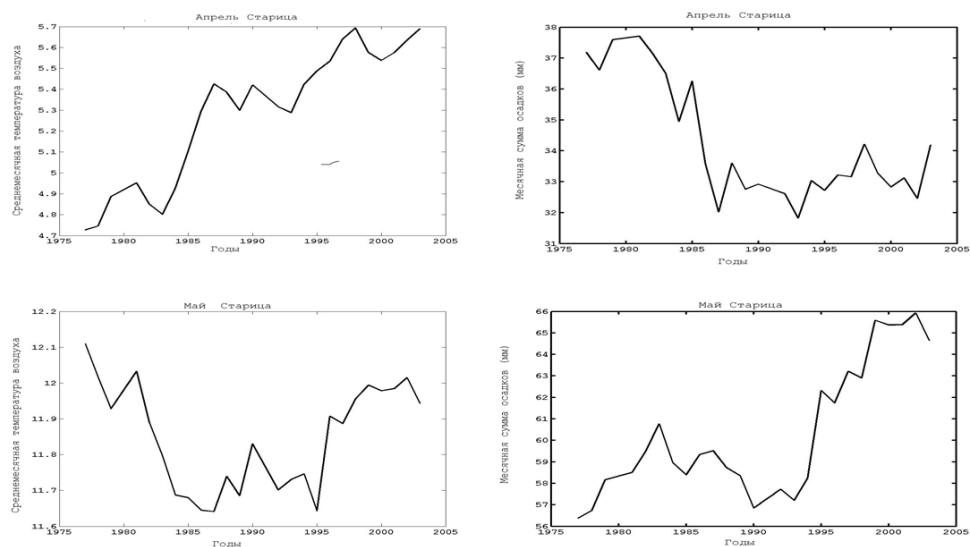 Апрель Старица
Среднемесячная температура воздуха
5.7
5.6
5.5
5.4
5.3
5.2
5.1
5
4.9
4.8
4.7
1975 1980 1985 1990 1995 2000 2005
Годы
Апрель Старица
Месячная сумма осадков (мм)
38
37
36
35
34
33
32
31
1975 1980 1985 1990 1995 2000 2005
Годы
Май Старица
Среднемесячная температура воздуха
12.2
12.1
12
11.9
11.8
11.7
11.6
1975 1980 1985 1990 1995 2000 2005
Годы
Май Старица
Месячная сумма осадков (мм)
66
65
64
63
62
61
60
59
58
57
56
1975 1980 1985 1990 1995 2000 2005
Годы